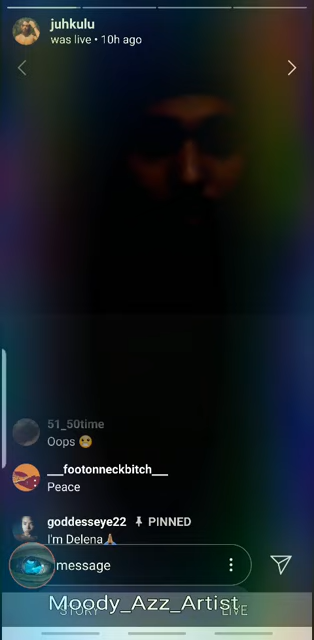 juhkulu
was live • 10h ago
51_50time
Oops 😬
___footonneckbitch___
Peace
goddesseye22 PINNED
I'm Delena🙏🏽
message
Moody_Azz_Artist
STORY LIVE